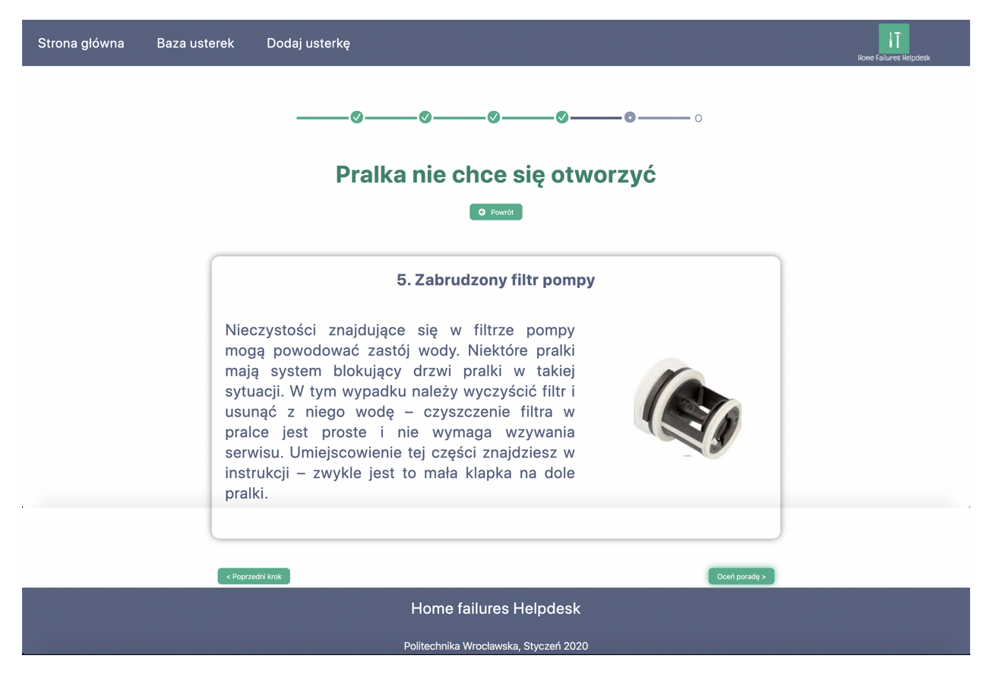 Strona główna
Baza usterek
Dodaj usterkę
Home Failures Helpdesk
Pralka nie chce się otworzyć
Powrót
5. Zabrudzony filtr pompy
Nieczystości znajdujące się w filtrze pompy
mogą powodować zastój wody. Niektóre pralki
mają system blokujący drzwi pralki w takiej
sytuacji. W tym wypadku należy wyczyścić filtr i
usunąć z niego wodę – czyszczenie filtra w
pralce jest proste i nie wymaga wzywania
serwisu. Umiejscowienie tej części znajdziesz w
instrukcji – zwykle jest to mała klapka na dole
pralki.
< Poprzedni krok
Oceń poradę >
Home failures Helpdesk
Politechnika Wrocławska, Styczeń 2020